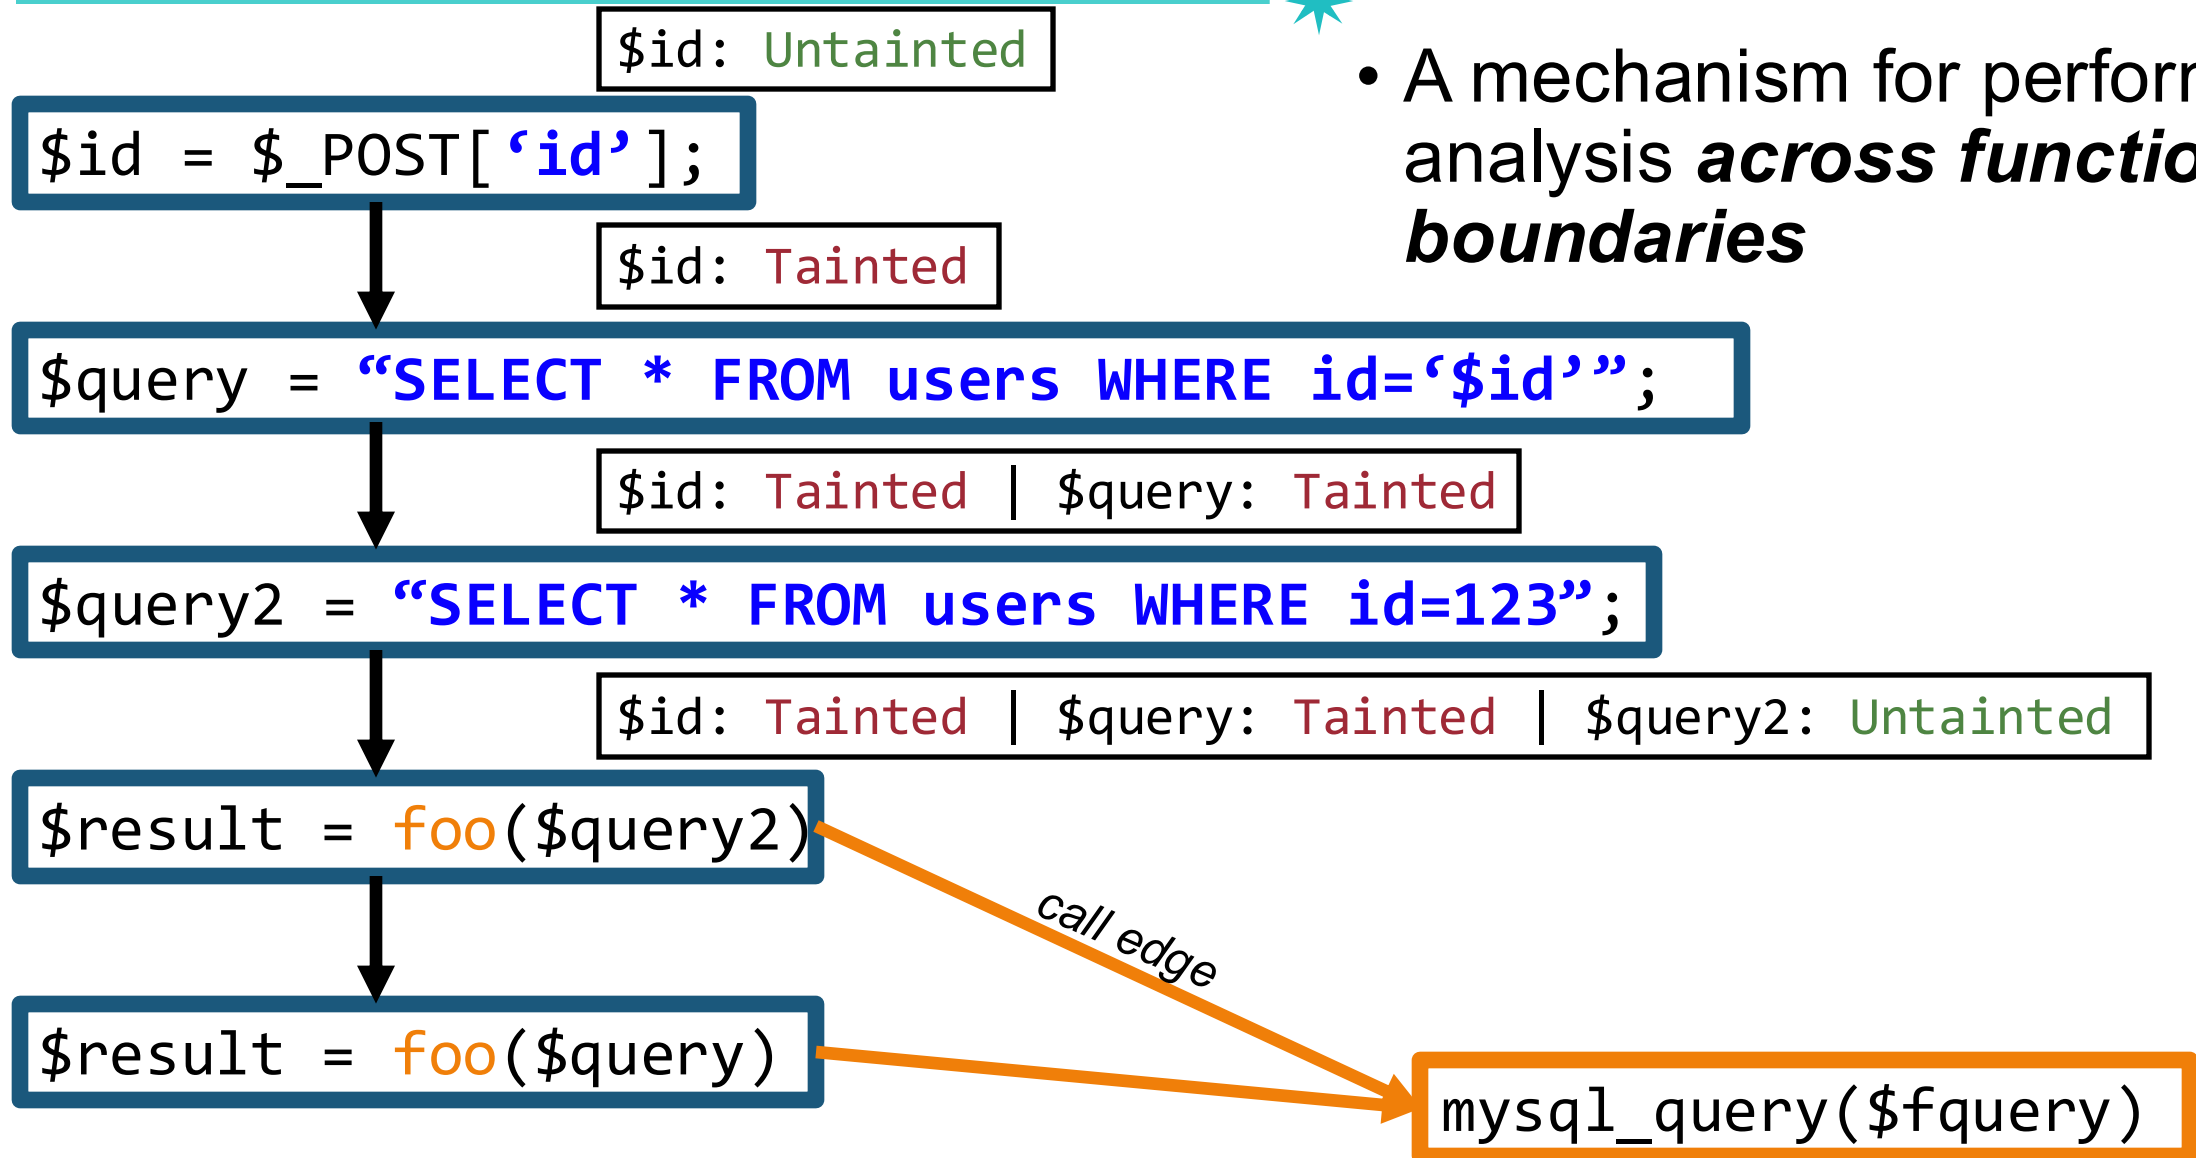 $id: Untainted
$id = $_POST[‘id’];
• A mechanism for
analysis across
boundaries
$id: Tainted
$query = “SELECT * FROM users WHERE id=‘$id’”;
$id: Tainted | $query: Tainted
$query2 = “SELECT * FROM users WHERE id=123”;
$id: Tainted | $query: Tainted | $query2: Untainted
$result = foo($query2)
call edge
$result = foo($query)
mysql_query($fquery)